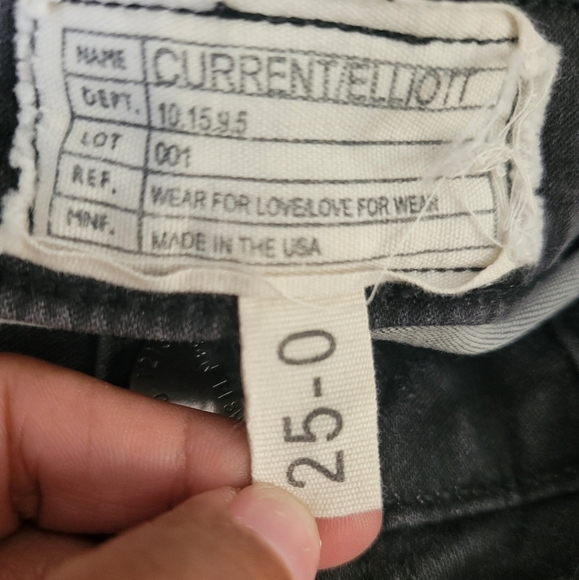 NAME CURRENT/ELLIOTT
DEPT. 10.15.9.5
LOT 001
REF. WEAR FOR LOVE/LOVE FOR WEAR
MNF. MADE IN THE USA
25-0